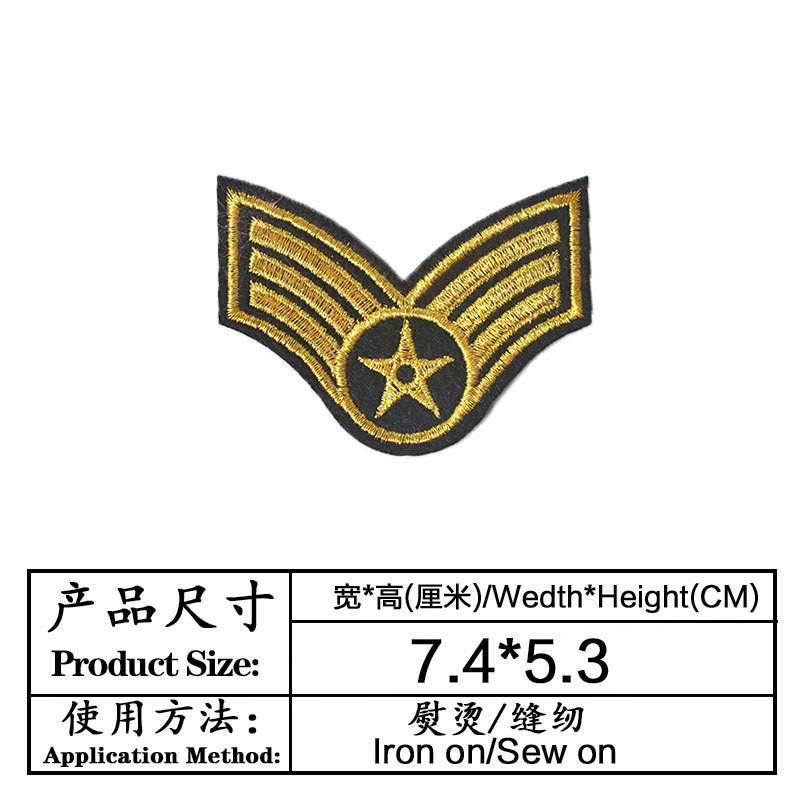 产品尺寸
Product Size:
宽*高(厘米)/Wedth*Height(CM)
7.4*5.3
使用方法:
Application Method:
熨烫/缝纫
Iron on/Sew on